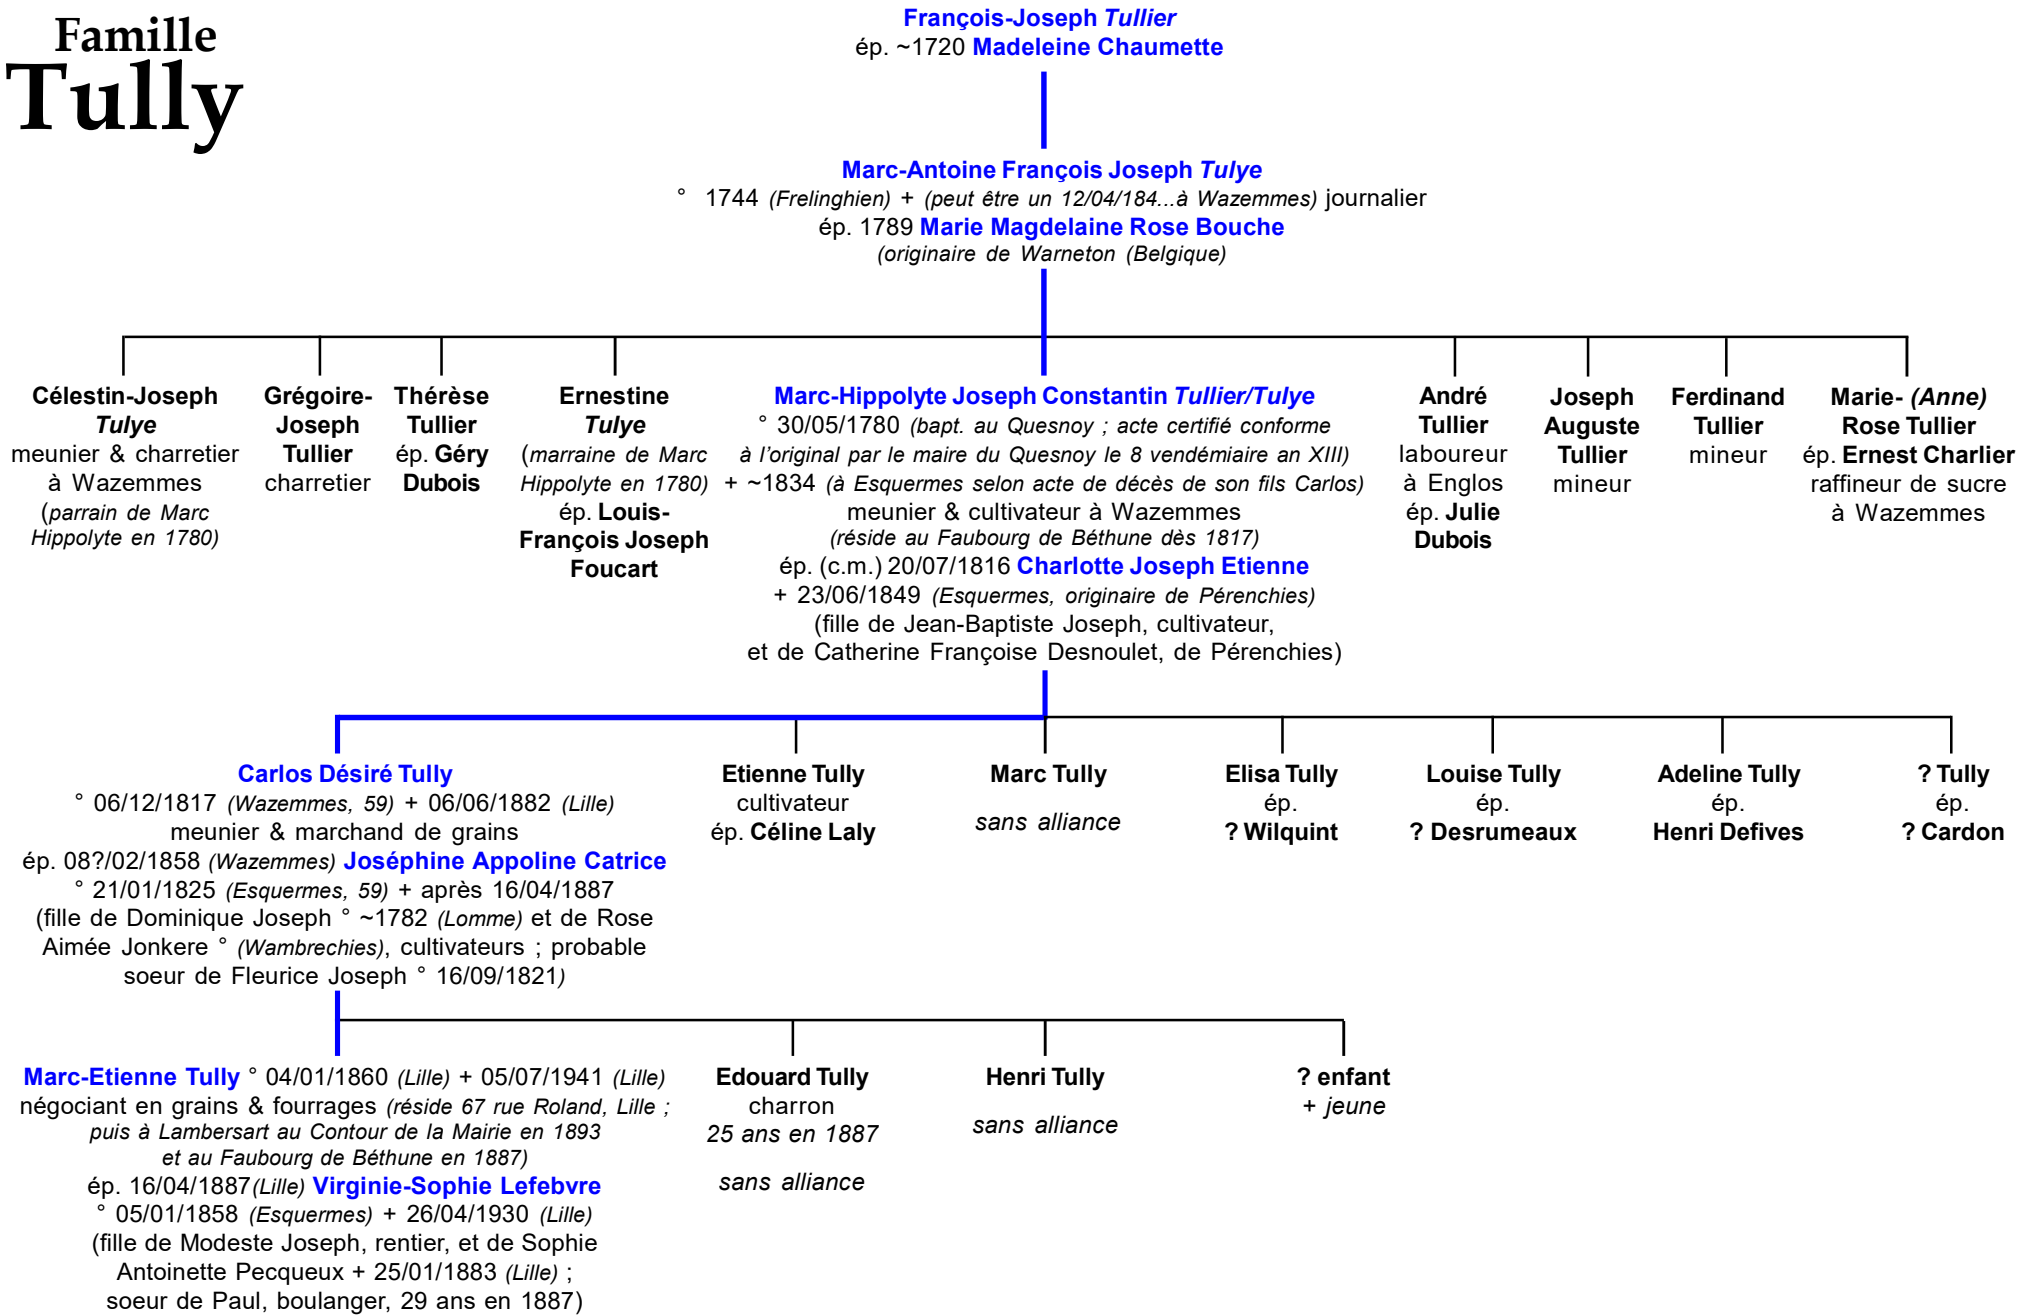 Famille
Tully
François-Joseph Tullier
ép. ~1720 Madeleine Chaumette
Marc-Antoine François Joseph Tulye
° 1744 (Frelinghien) + (peut être un 12/04/184...à Wazemmes) journalier
ép. 1789 Marie Magdelaine Rose Bouche
(originaire de Warneton (Belgique)
Célestin-Joseph
Tulye
meunier & charretier
à Wazemmes
(parrain de Marc
Hippolyte en 1780)
Grégoire-
Joseph
Tullier
charretier
Thérèse
Tullier
ép. Géry
Dubois
Ernestine
Tulye
(marraine de Marc
Hippolyte en 1780)
ép. Louis-
François Joseph
Foucart
Marc-Hippolyte Joseph Constantin Tullier/Tulye
° 30/05/1780 (bapt. au Quesnoy ; acte certifié conforme
à l'original par le maire du Quesnoy le 8 vendémiaire an XIII)
+ ~1834 (à Esquermes selon acte de décès de son fils Carlos)
meunier & cultivateur à Wazemmes
(réside au Faubourg de Béthune dès 1817)
ép. (c.m.) 20/07/1816 Charlotte Joseph Etienne
+ 23/06/1849 (Esquermes, originaire de Pérenchies)
(fille de Jean-Baptiste Joseph, cultivateur,
et de Catherine Françoise Desnoulet, de Pérenchies)
André
Tullier
laboureur
à Englos
ép. Julie
Dubois
Joseph
Auguste
Tullier
mineur
Ferdinand
Tullier
mineur
Marie- (Anne)
Rose Tullier
ép. Ernest Charlier
raffineur de sucre
à Wazemmes
Carlos Désiré Tully
° 06/12/1817 (Wazemmes, 59) + 06/06/1882 (Lille)
meunier & marchand de grains
ép. 08?/02/1858 (Wazemmes) Joséphine Appoline Catrice
° 21/01/1825 (Esquermes, 59) + après 16/04/1887
(fille de Dominique Joseph ° ~1782 (Lomme) et de Rose
Aimée Jonkere ° (Wambrechies), cultivateurs ; probable
soeur de Fleurice Joseph ° 16/09/1821)
Etienne Tully
cultivateur
ép. Céline Laly
Marc Tully
sans alliance
Elisa Tully
ép.
? Wilquint
Louise Tully
ép.
? Desrumeaux
Adeline Tully
ép.
Henri Defives
? Tully
ép.
? Cardon
Marc-Etienne Tully ° 04/01/1860 (Lille) + 05/07/1941 (Lille)
négociant en grains & fourrages (réside 67 rue Roland, Lille ;
puis à Lambersart au Contour de la Mairie en 1893
et au Faubourg de Béthune en 1887)
ép. 16/04/1887(Lille) Virginie-Sophie Lefebvre
° 05/01/1858 (Esquermes) + 26/04/1930 (Lille)
(fille de Modeste Joseph, rentier, et de Sophie
Antoinette Pecqueux + 25/01/1883 (Lille) ;
soeur de Paul, boulanger, 29 ans en 1887)
Edouard Tully
charron
25 ans en 1887
sans alliance
Henri Tully
sans alliance
? enfant
+ jeune